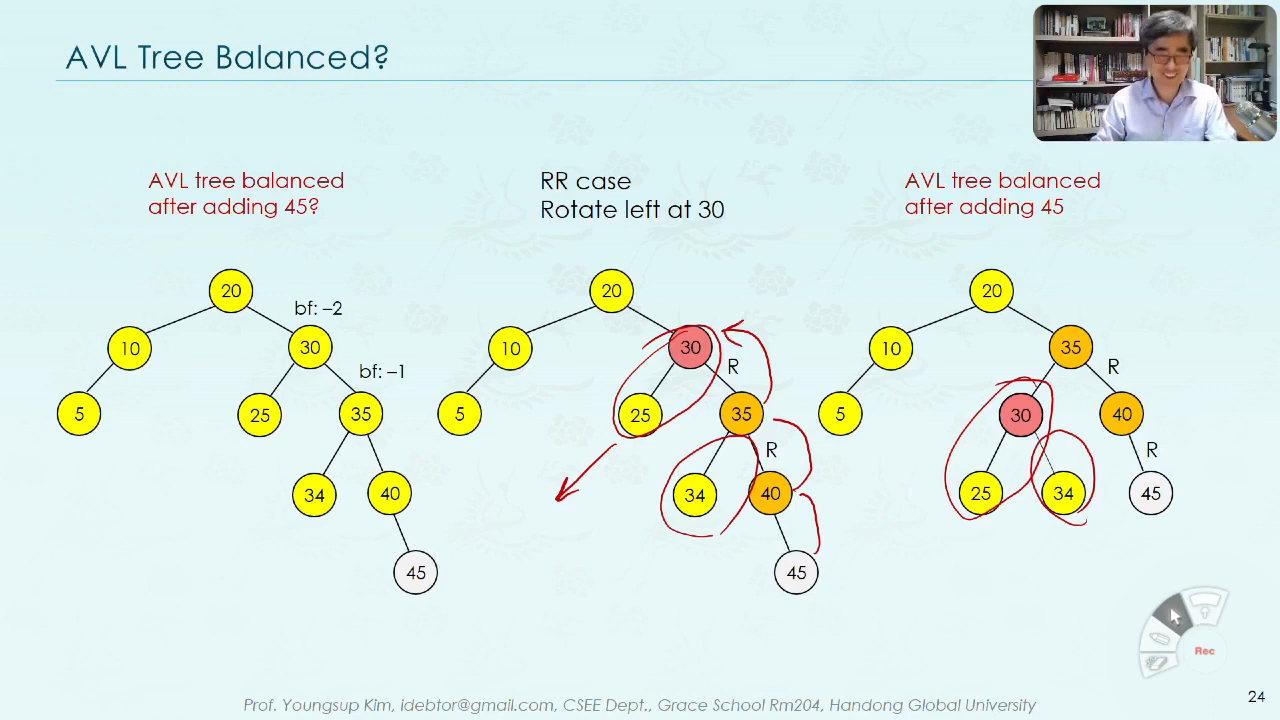 AVL Tree Balanced?
AVL tree balanced
after adding 45?
20
bf: –2
10
30
bf: –1
5
25
35
34
40
45
RR case
Rotate left at 30
20
10
30
R
5
25
35
R
34
40
45
AVL tree balanced
after adding 45
20
10
35
R
5
30
40
R
25
34
45
Rec
Prof. Youngsup Kim, idebtor@gmail.com, CSEE Dept., Grace School Rm204, Handong Global University
24